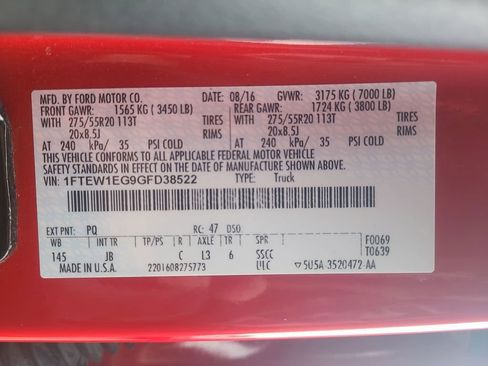 MFD. BY FORD MOTOR CO.    DATE: 08/16    GVWR: 3175 KG ( 7000 LB)
FRONT GAWR: 1565 KG ( 3450 LB)    REAR GAWR: 1724 KG ( 3800 LB)
WITH 275/55R20 113T TIRES    WITH 275/55R20 113T TIRES
20x8.5J RIMS    20x8.5J RIMS
AT 240 kPa/ 35 PSI COLD    AT 240 kPa/ 35 PSI COLD
THIS VEHICLE CONFORMS TO ALL APPLICABLE FEDERAL MOTOR VEHICLE
SAFETY STANDARDS IN EFFECT ON THE DATE OF MANUFACTURE SHOWN ABOVE.
VIN: 1FTEW1EG9GFD38522    TYPE: Truck
EXT PNT: PQ    RC: 47 DSO    F0069
WB INT TR TP/PS R AXLE TR SPR    T0639
145 JB C L3 6 SSCC
MADE IN U.S.A. 2201608275773 ULC ▽5U5A-3520472-AA